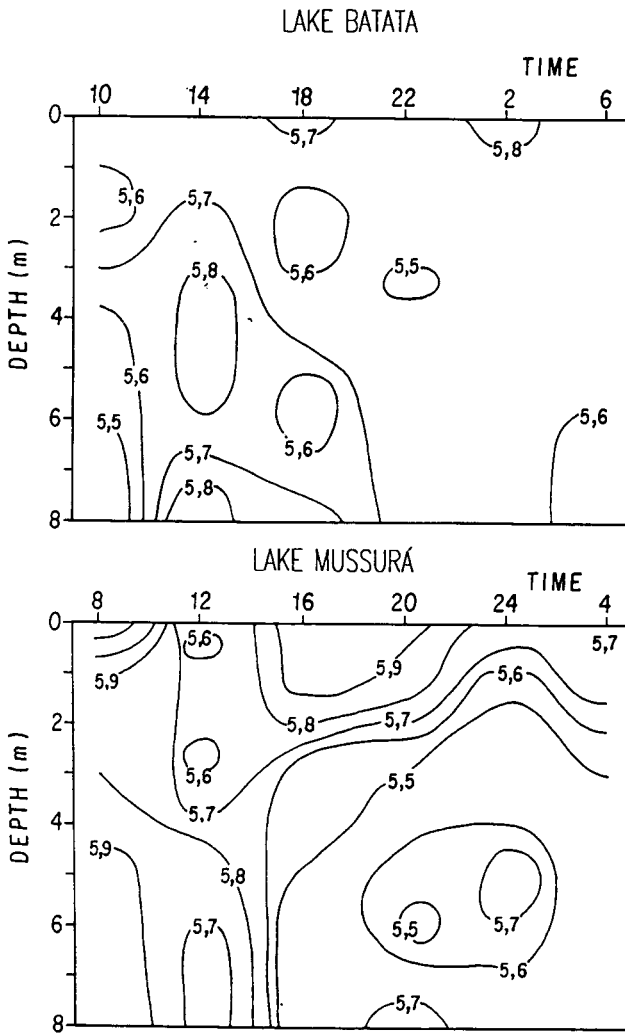 LAKE BATATA
TIME
10 14 18 22 2 6
DEPTH (m)
0
2
4
6
8
5,7 5,8
5,6 5,7
5,8 5,6 5,5
5,6
5,5 5,6 5,6
5,7
5,8
LAKE MUSSURÁ
TIME
8 12 16 20 24 4
DEPTH (m)
0
2
4
6
8
5,6 5,7
5,9 5,9 5,6
5,8 5,7
5,6 5,5
5,7
5,9 5,8
5,7 5,5 5,7
5,6
5,7